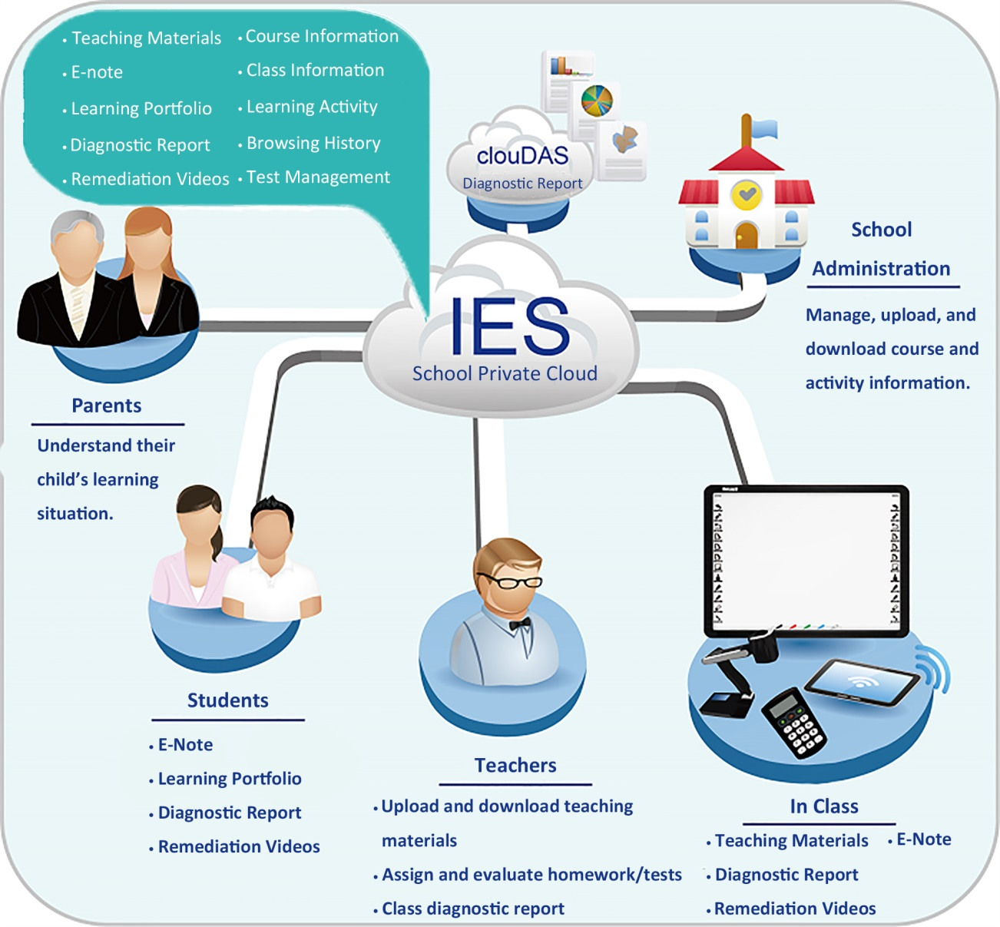 • Teaching Materials
• E-note
• Learning Portfolio
• Diagnostic Report
• Remediation Videos
• Course Information
• Class Information
• Learning Activity
• Browsing History
• Test Management
clouDAS
Diagnostic Report
IES
School Private Cloud
School
Administration
Manage, upload, and
download course and
activity information.
Parents
Understand their
child's learning
situation.
Students
• E-Note
• Learning Portfolio
• Diagnostic Report
• Remediation Videos
Teachers
• Upload and download teaching
materials
• Assign and evaluate homework/tests
• Class diagnostic report
In Class
• Teaching Materials • E-Note
• Diagnostic Report
• Remediation Videos